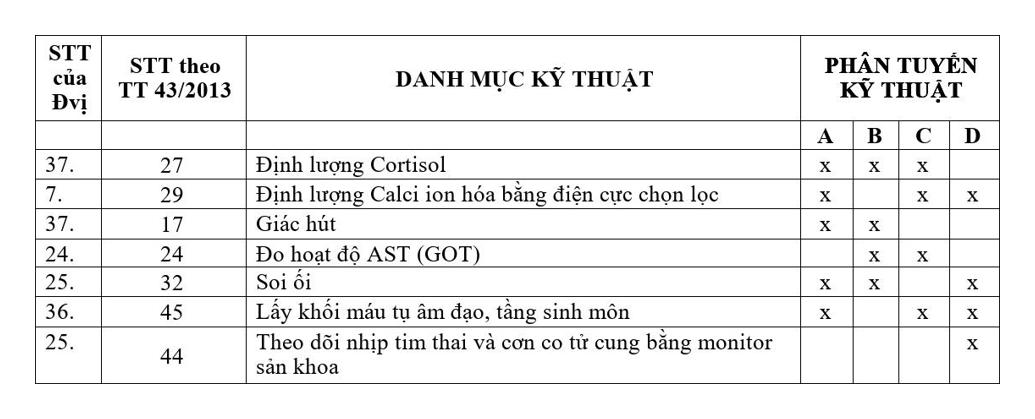 STT của Đvị STT theo TT 43/2013 DANH MỤC KỸ THUẬT PHÂN TUYẾN KỸ THUẬT
A B C D
37. 27 Định lượng Cortisol x x x
7. 29 Định lượng Calci ion hóa bằng điện cực chọn lọc x x x
37. 17 Giác hút x x
24. 24 Đo hoạt độ AST (GOT) x x
25. 32 Soi ối x x x
36. 45 Lấy khối máu tụ âm đạo, tầng sinh môn x x x
25. 44 Theo dõi nhịp tim thai và cơn co tử cung bằng monitor x
sản khoa